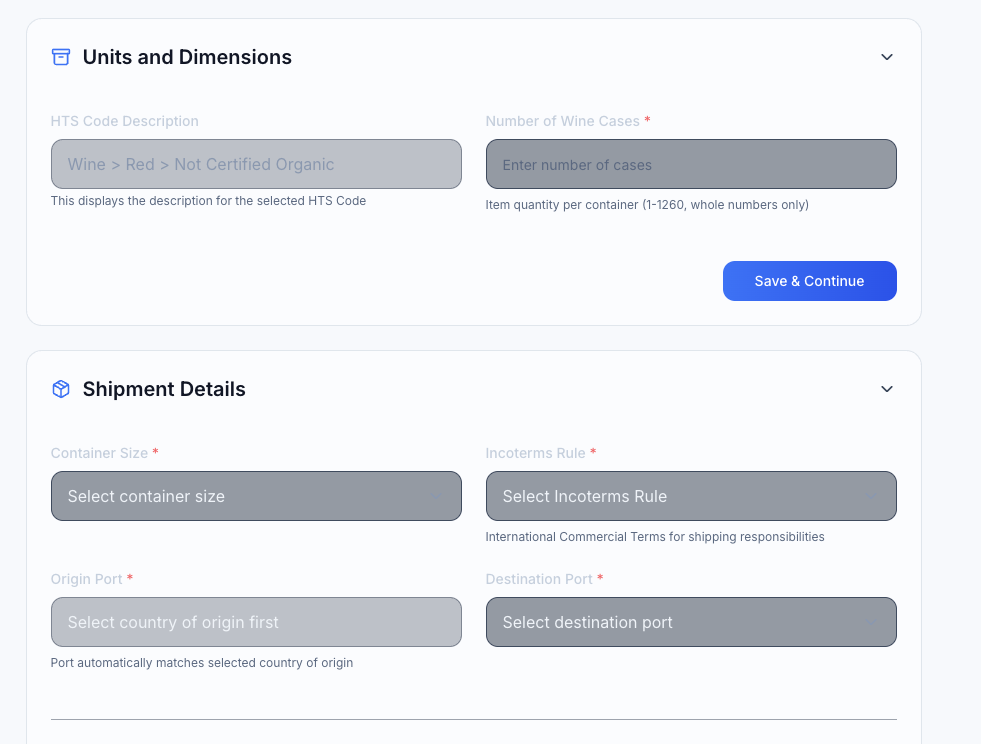 Units and Dimensions
HTS Code Description
Number of Wine Cases *
Wine > Red > Not Certified Organic
Enter number of cases
This displays the description for the selected HTS Code
Item quantity per container (1-1260, whole numbers only)
Save & Continue
Shipment Details
Container Size *
Incoterms Rule *
Select container size
Select Incoterms Rule
International Commercial Terms for shipping responsibilities
Origin Port *
Destination Port *
Select country of origin first
Select destination port
Port automatically matches selected country of origin